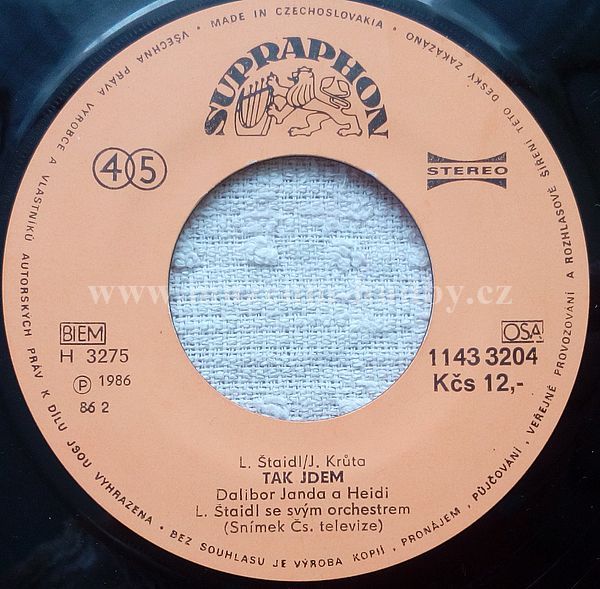 VŠECHNA PRÁVA VÝROBCE A VLASTNÍKŮ AUTORSKÝCH PRÁV K DÍLU JSOU VYHRAZENA • BEZ SOUHLASU JE VÝROBA KOPIÍ, PRONÁJEM, PŮJČOVÁNÍ, VEŘEJNÉ PROVOZOVÁNÍ A ROZHLASOVÉ ŠÍŘENÍ TÉTO DESKY ZAKÁZÁNO • MADE IN CZECHOSLOVAKIA •
SUPRAPHON
45
STEREO
BIEM
H 3275
Ⓟ 1986
86 2
OSA
1143 3204
Kčs 12,-
L. Štaidl/J. Krůta
TAK JDEM
Dalibor Janda a Heidi
L. Štaidl se svým orchestrem
(Snímek Čs. televize)